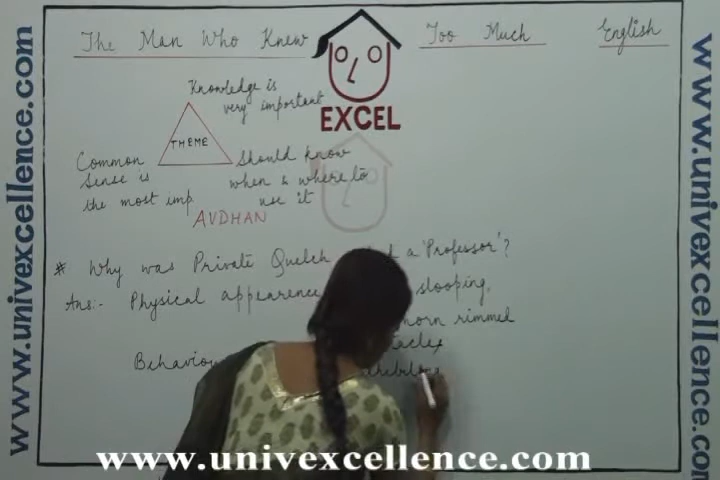 The Man Who Knew Too Much English
EXCEL
Knowledge is
very important
THEME
Common
Sense is
the most imp
Should know
when & where to
use it
AVDHAN
* Why was Private Quelch a 'Professor'?
Ans:- Physical appearence slooping,
horn rimmed
Behaviou
www.univexcellence.com
www.univexcellence.com
www.univexcellence.com